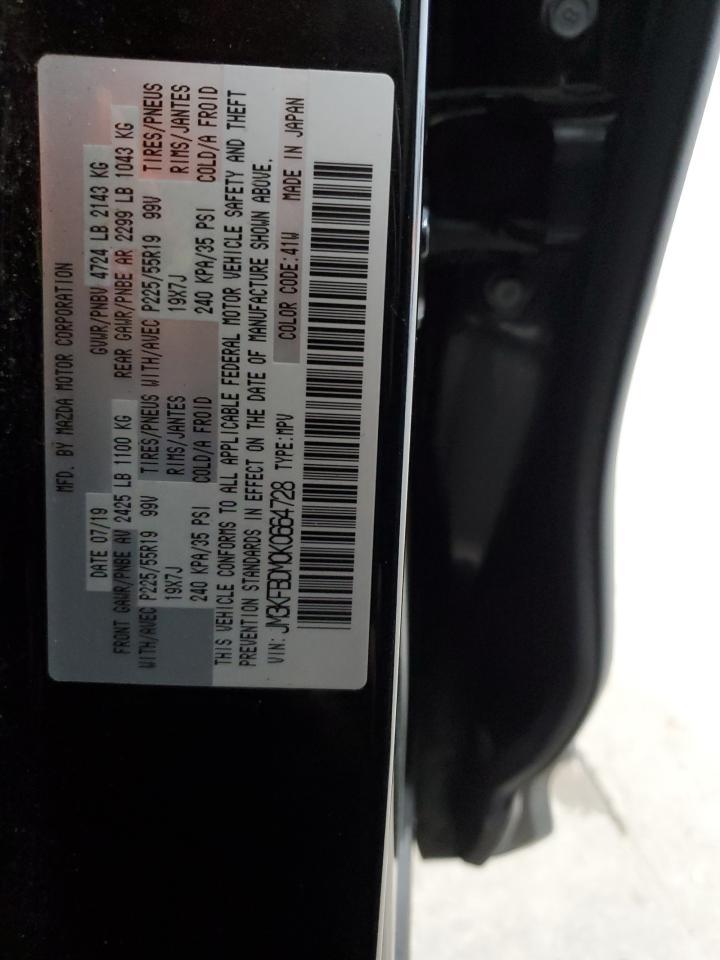 MFD. BY MAZDA MOTOR CORPORATION
DATE 07/19 GVWR/PNBV 4724 LB 2143 KG
FRONT GAWR/PNBE AV 2425 LB 1100 KG REAR GAWR/PNBE AR 2299 LB 1043 KG
WITH/AVEC P225/55R19 99V TIRES/PNEUS WITH/AVEC P225/55R19 99V TIRES/PNEUS
19X7J RIMS/JANTES 19X7J RIMS/JANTES
240 KPA/35 PSI COLD/A FROID 240 KPA/35 PSI COLD/A FROID
THIS VEHICLE CONFORMS TO ALL APPLICABLE FEDERAL MOTOR VEHICLE SAFETY AND THEFT
PREVENTION STANDARDS IN EFFECT ON THE DATE OF MANUFACTURE SHOWN ABOVE.
VIN: JM3KFBDM0K0664728 TYPE:MPV COLOR CODE:41W MADE IN JAPAN
8